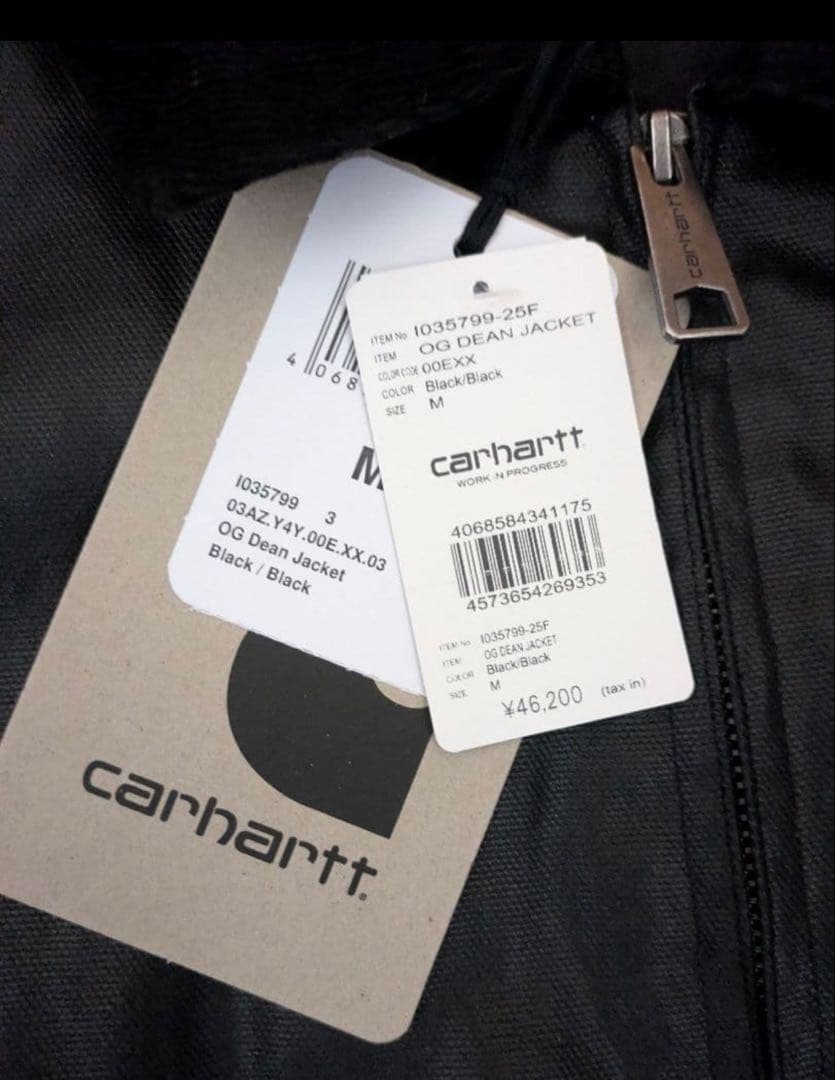 carhartt
ITEM No I035799-25F
ITEM OG DEAN JACKET
COLOR CODE 00EXX
COLOR Black/Black
SIZE M
carhartt
WORK IN PROGRESS
4068584341175
4573654269353
ITEM No I035799-25F
ITEM OG DEAN JACKET
COLOR Black/Black
SIZE M
¥46,200 (tax in)
4 068
M
I035799 3
03AZ.Y4Y.00E.XX.03
OG Dean Jacket
Black / Black
carhartt®